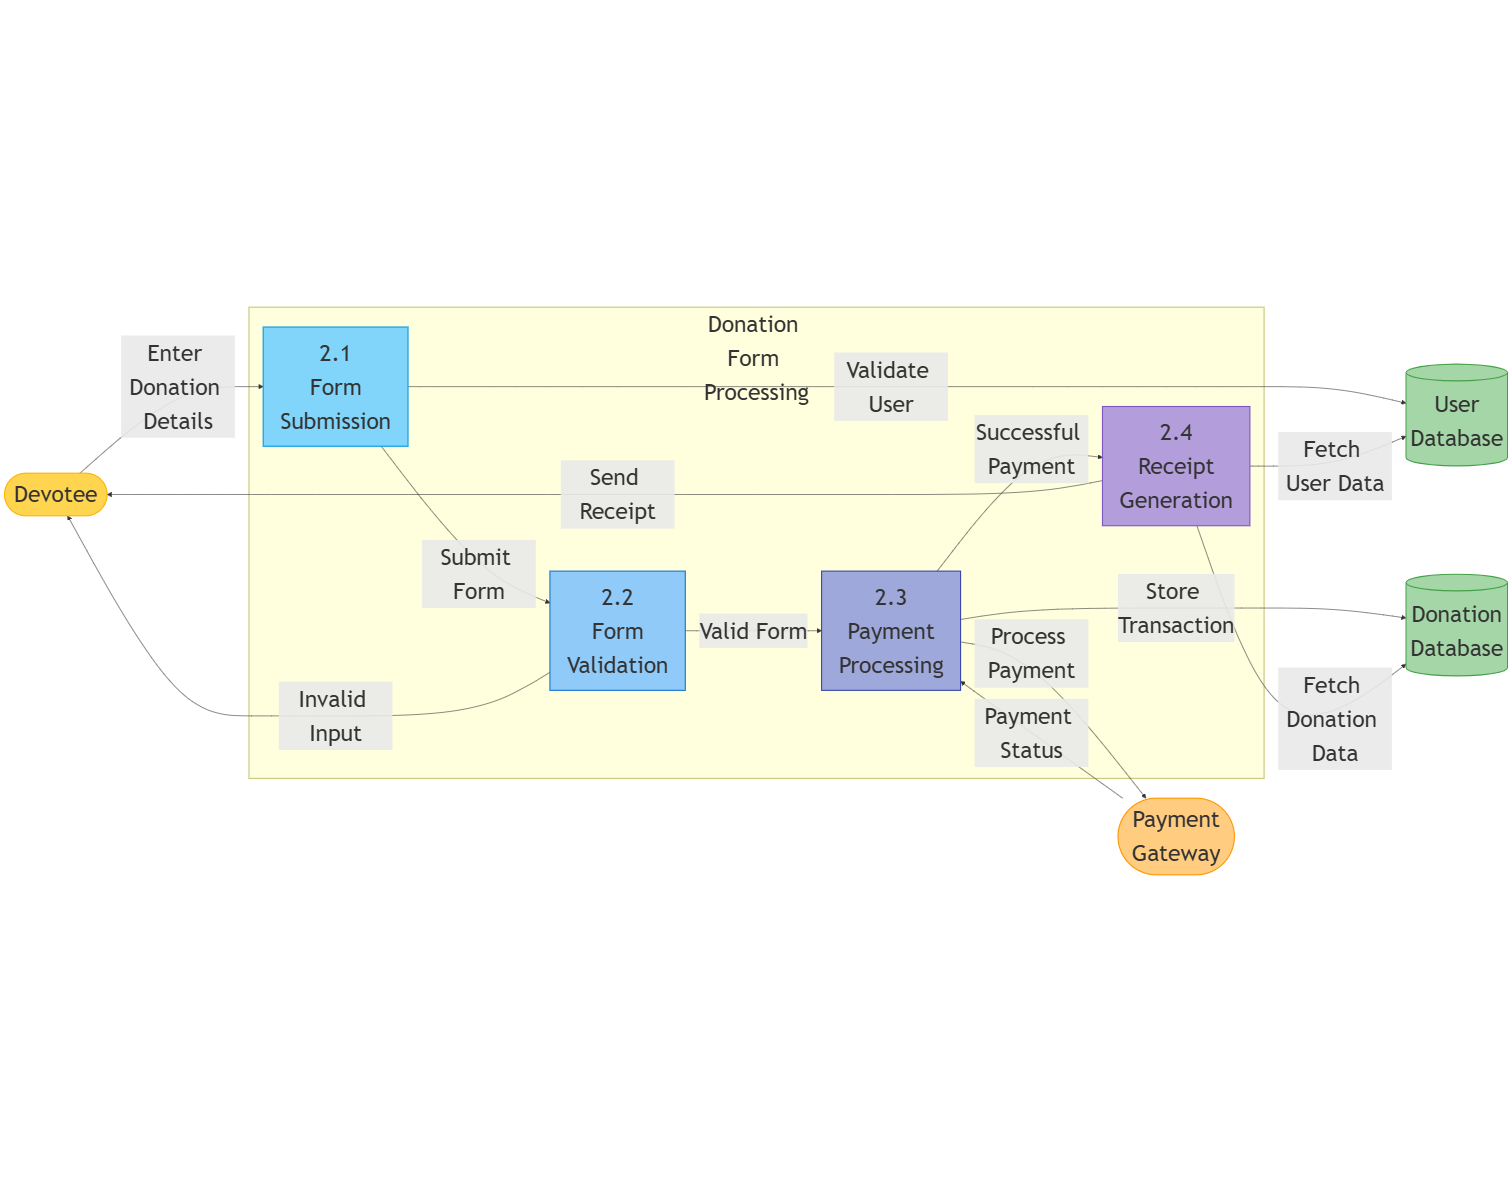 Donation
Form
Processing
Enter
Donation
Details
2.1
Form
Submission
Validate
User
User
Database
Successful
Payment
2.4
Receipt
Generation
Fetch
User Data
Devotee
Send
Receipt
Submit
Form
2.2
Form
Validation
Valid Form
2.3
Payment
Processing
Store
Transaction
Donation
Database
Process
Payment
Invalid
Input
Payment
Status
Fetch
Donation
Data
Payment
Gateway